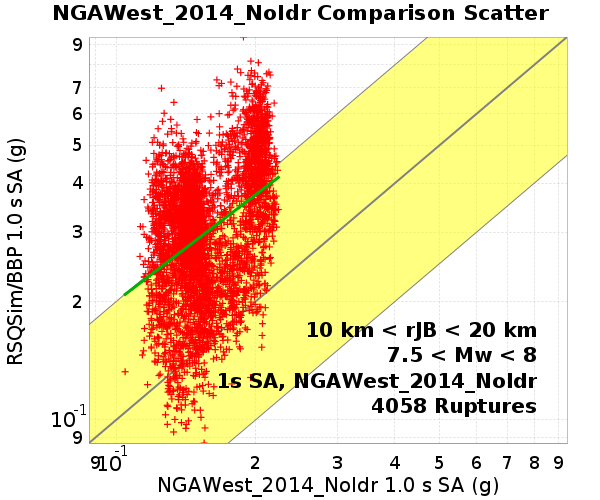 NGAWest_2014_NoIdr Comparison Scatter
RSQSim/BBP 1.0 s SA (g)
9
7
6
5
4
3
2
10⁻¹
9
10 km < rJB < 20 km
7.5 < Mw < 8
1s SA, NGAWest_2014_NoIdr
4058 Ruptures
9 10⁻¹ 2 3 4 5 6 7 8 9
NGAWest_2014_NoIdr 1.0 s SA (g)